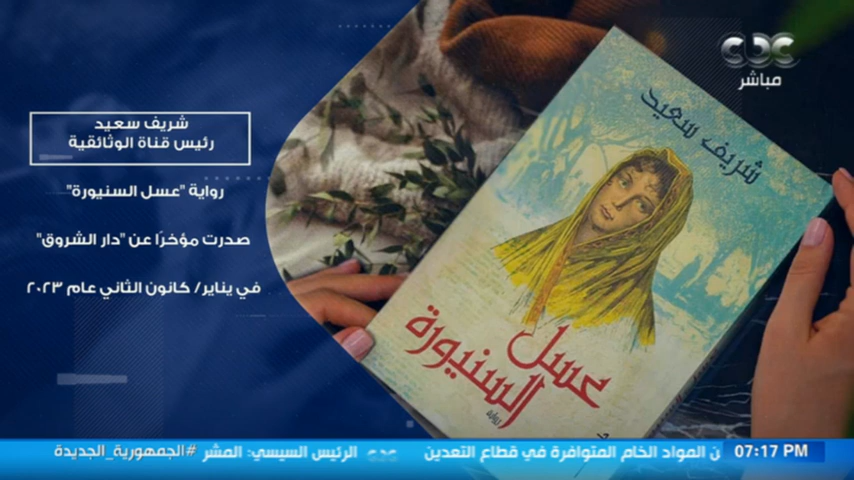 cbc
مباشر
شريف سعيد
رئيس قناة الوثائقية
رواية "عسل السنيورة"
صدرت مؤخرًا عن "دار الشروق"
في يناير/ كانون الثاني عام ٢٠٢٣
شريف سعيد
عسل
السنيورة
رواية
07:17 PM
ن المواد الخام المتوافرة في قطاع التعدين cbc الرئيس السيسي: المشر
#الجمهورية_الجديدة